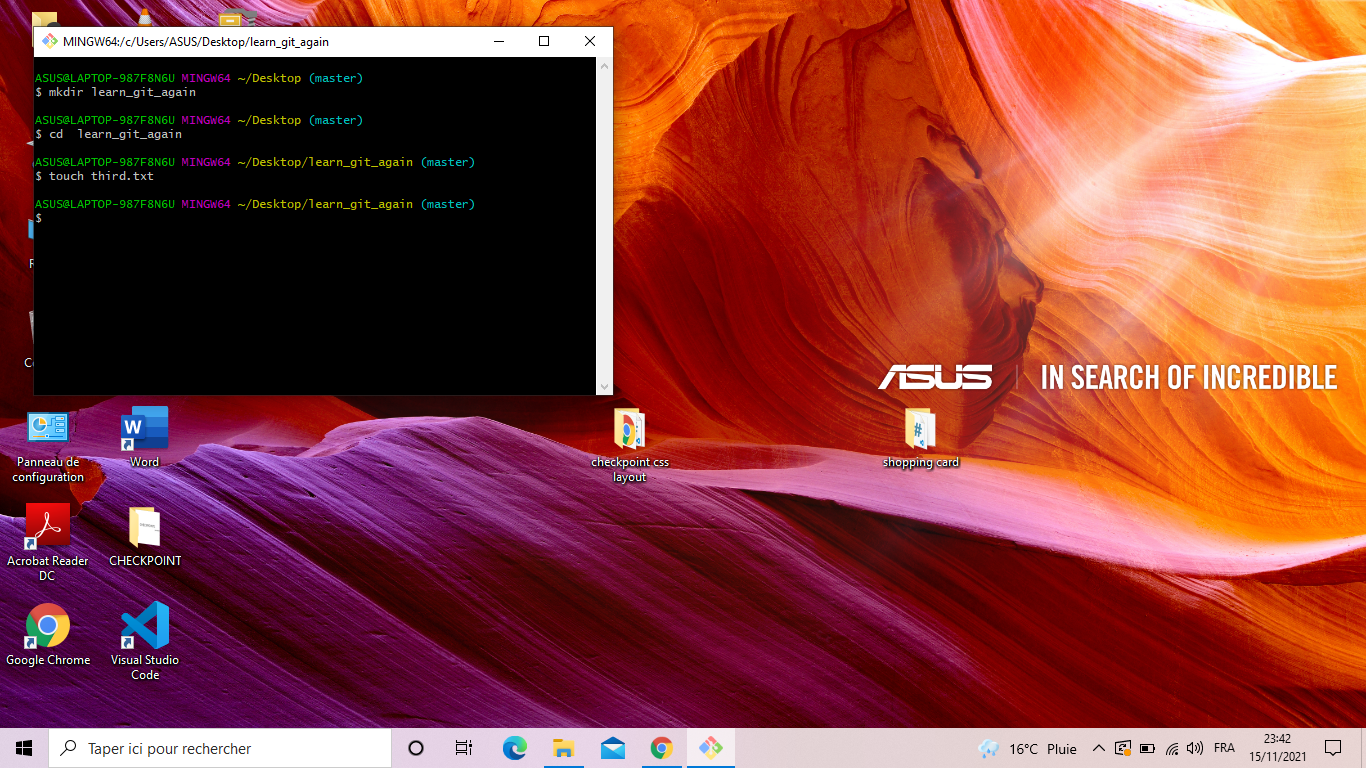 MINGW64:/c/Users/ASUS/Desktop/learn_git_again
ASUS@LAPTOP-987F8N6U MINGW64 ~/Desktop (master)
$ mkdir learn_git_again
ASUS@LAPTOP-987F8N6U MINGW64 ~/Desktop (master)
$ cd  learn_git_again
ASUS@LAPTOP-987F8N6U MINGW64 ~/Desktop/learn_git_again (master)
$ touch third.txt
ASUS@LAPTOP-987F8N6U MINGW64 ~/Desktop/learn_git_again (master)
$
ASUS | IN SEARCH OF INCREDIBLE
Panneau de
configuration
Word
checkpoint css
layout
shopping card
Acrobat Reader
DC
CHECKPOINT
Google Chrome
Visual Studio
Code
Taper ici pour rechercher
16°C Pluie
FRA
23:42
15/11/2021